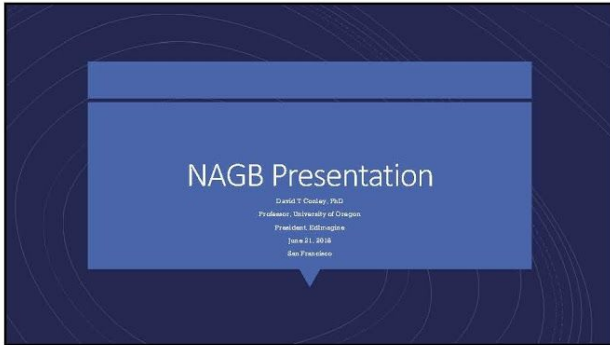 NAGB Presentation
David T Conley, PhD
Professor, University of Oregon
President, EdImagine
June 21, 2018
San Francisco